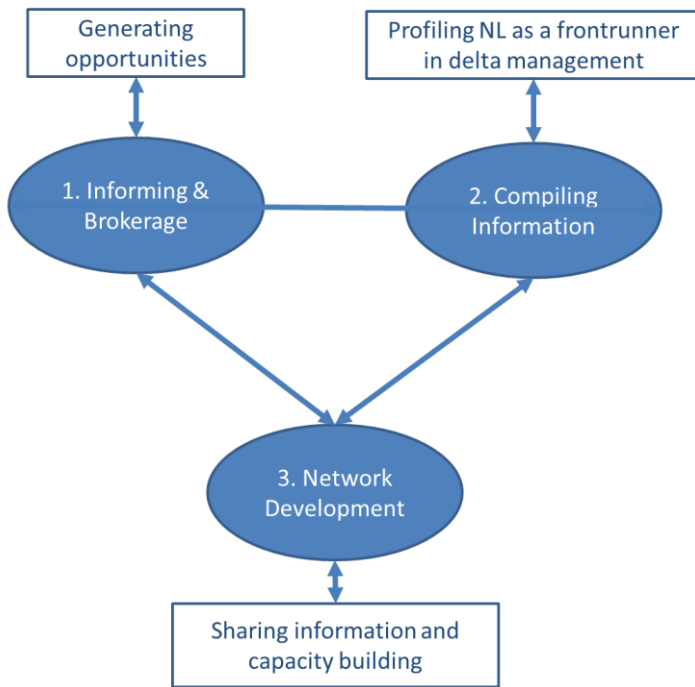 Generating
opportunities
Profiling NL as a frontrunner
in delta management
1. Informing &
Brokerage
2. Compiling
Information
3. Network
Development
Sharing information and
capacity building